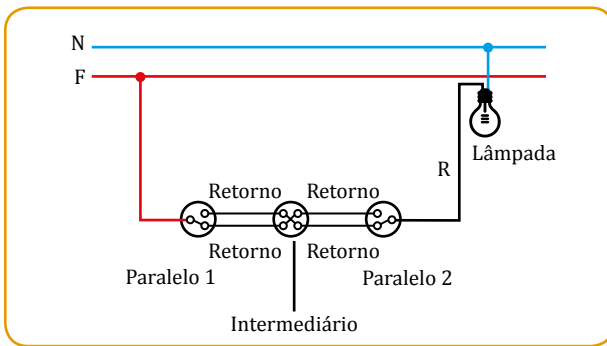 N
F
Lâmpada
R
Retorno Retorno
Retorno Retorno
Paralelo 1 Paralelo 2
Intermediário